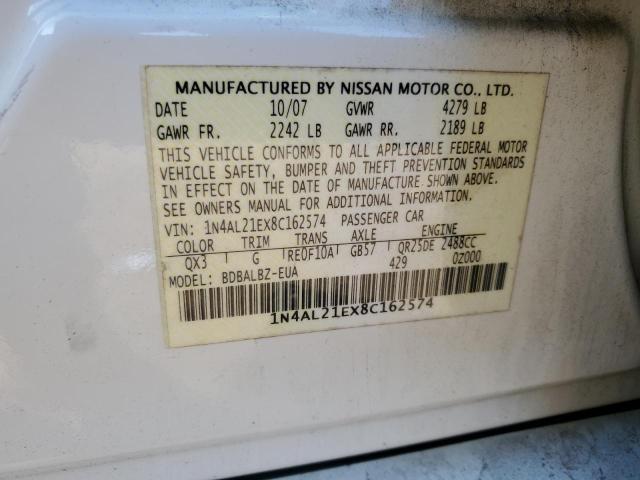 MANUFACTURED BY NISSAN MOTOR CO., LTD.
DATE 10/07 GVWR 4279 LB
GAWR FR. 2242 LB GAWR RR. 2189 LB
THIS VEHICLE CONFORMS TO ALL APPLICABLE FEDERAL MOTOR
VEHICLE SAFETY, BUMPER AND THEFT PREVENTION STANDARDS
IN EFFECT ON THE DATE OF MANUFACTURE SHOWN ABOVE.
SEE OWNERS MANUAL FOR ADDITIONAL INFORMATION.
VIN: 1N4AL21EX8C162574 PASSENGER CAR
COLOR TRIM TRANS AXLE ENGINE
QX3 G RE0F10A GB57 QR25DE 2488CC
MODEL: BDBALBZ-EUA 429 0Z000
1N4AL21EX8C162574